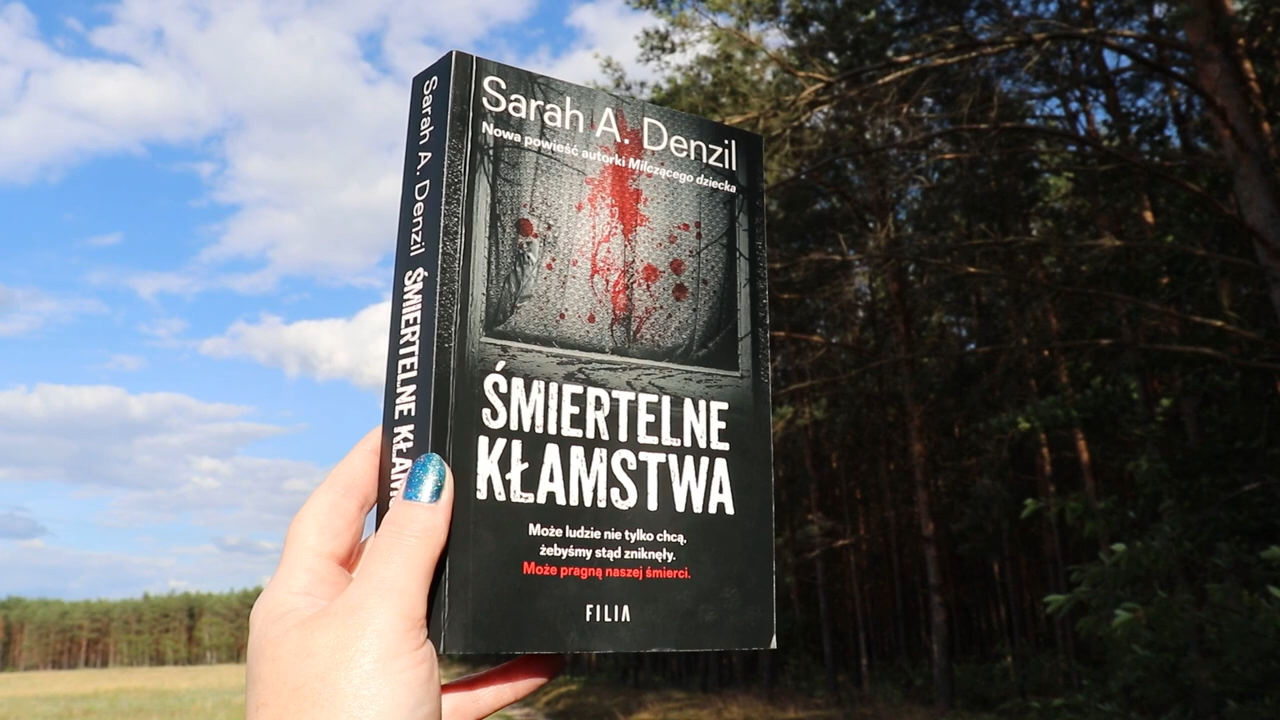 Sarah A. Denzil
Nowa powieść autorki Milczącego dziecka
ŚMIERTELNE
KŁAMSTWA
Może ludzie nie tylko chcą,
żebyśmy stąd zniknęły.
Może pragną naszej śmierci.
FILIA
Sarah A. Denzil ŚMIERTELNE KŁAM